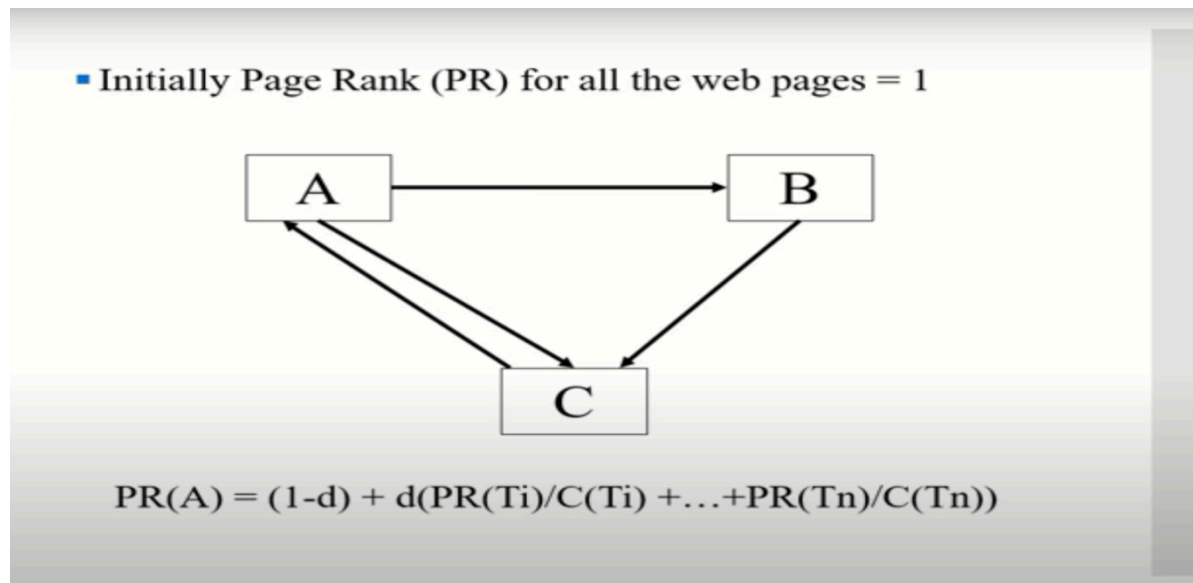 ▪ Initially Page Rank (PR) for all the web pages = 1
A
B
C
PR(A) = (1-d) + d(PR(Ti)/C(Ti) +...+PR(Tn)/C(Tn))